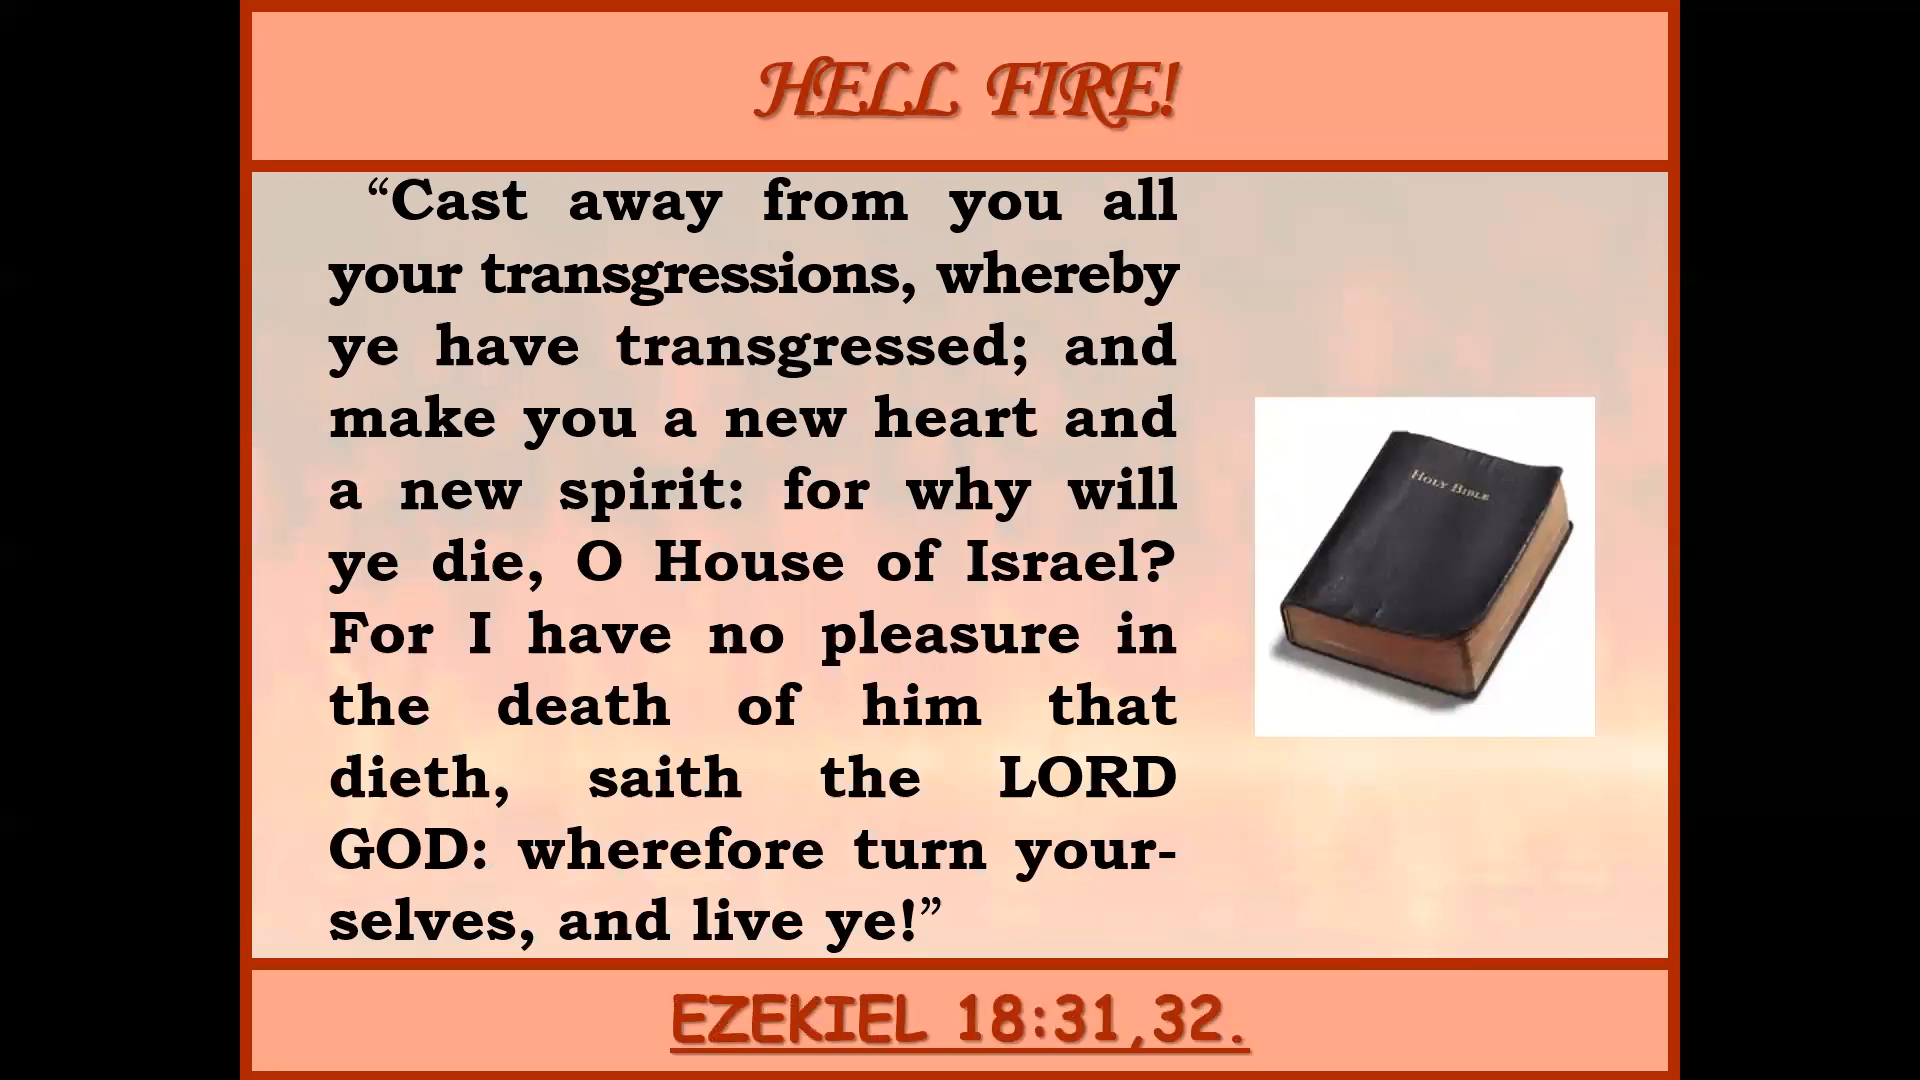 HELL FIRE!
“Cast away from you all
your transgressions, whereby
ye have transgressed; and
make you a new heart and
a new spirit: for why will
ye die, O House of Israel?
For I have no pleasure in
the death of him that
dieth, saith the LORD
GOD: wherefore turn your-
selves, and live ye!”
HOLY BIBLE
EZEKIEL 18:31,32.